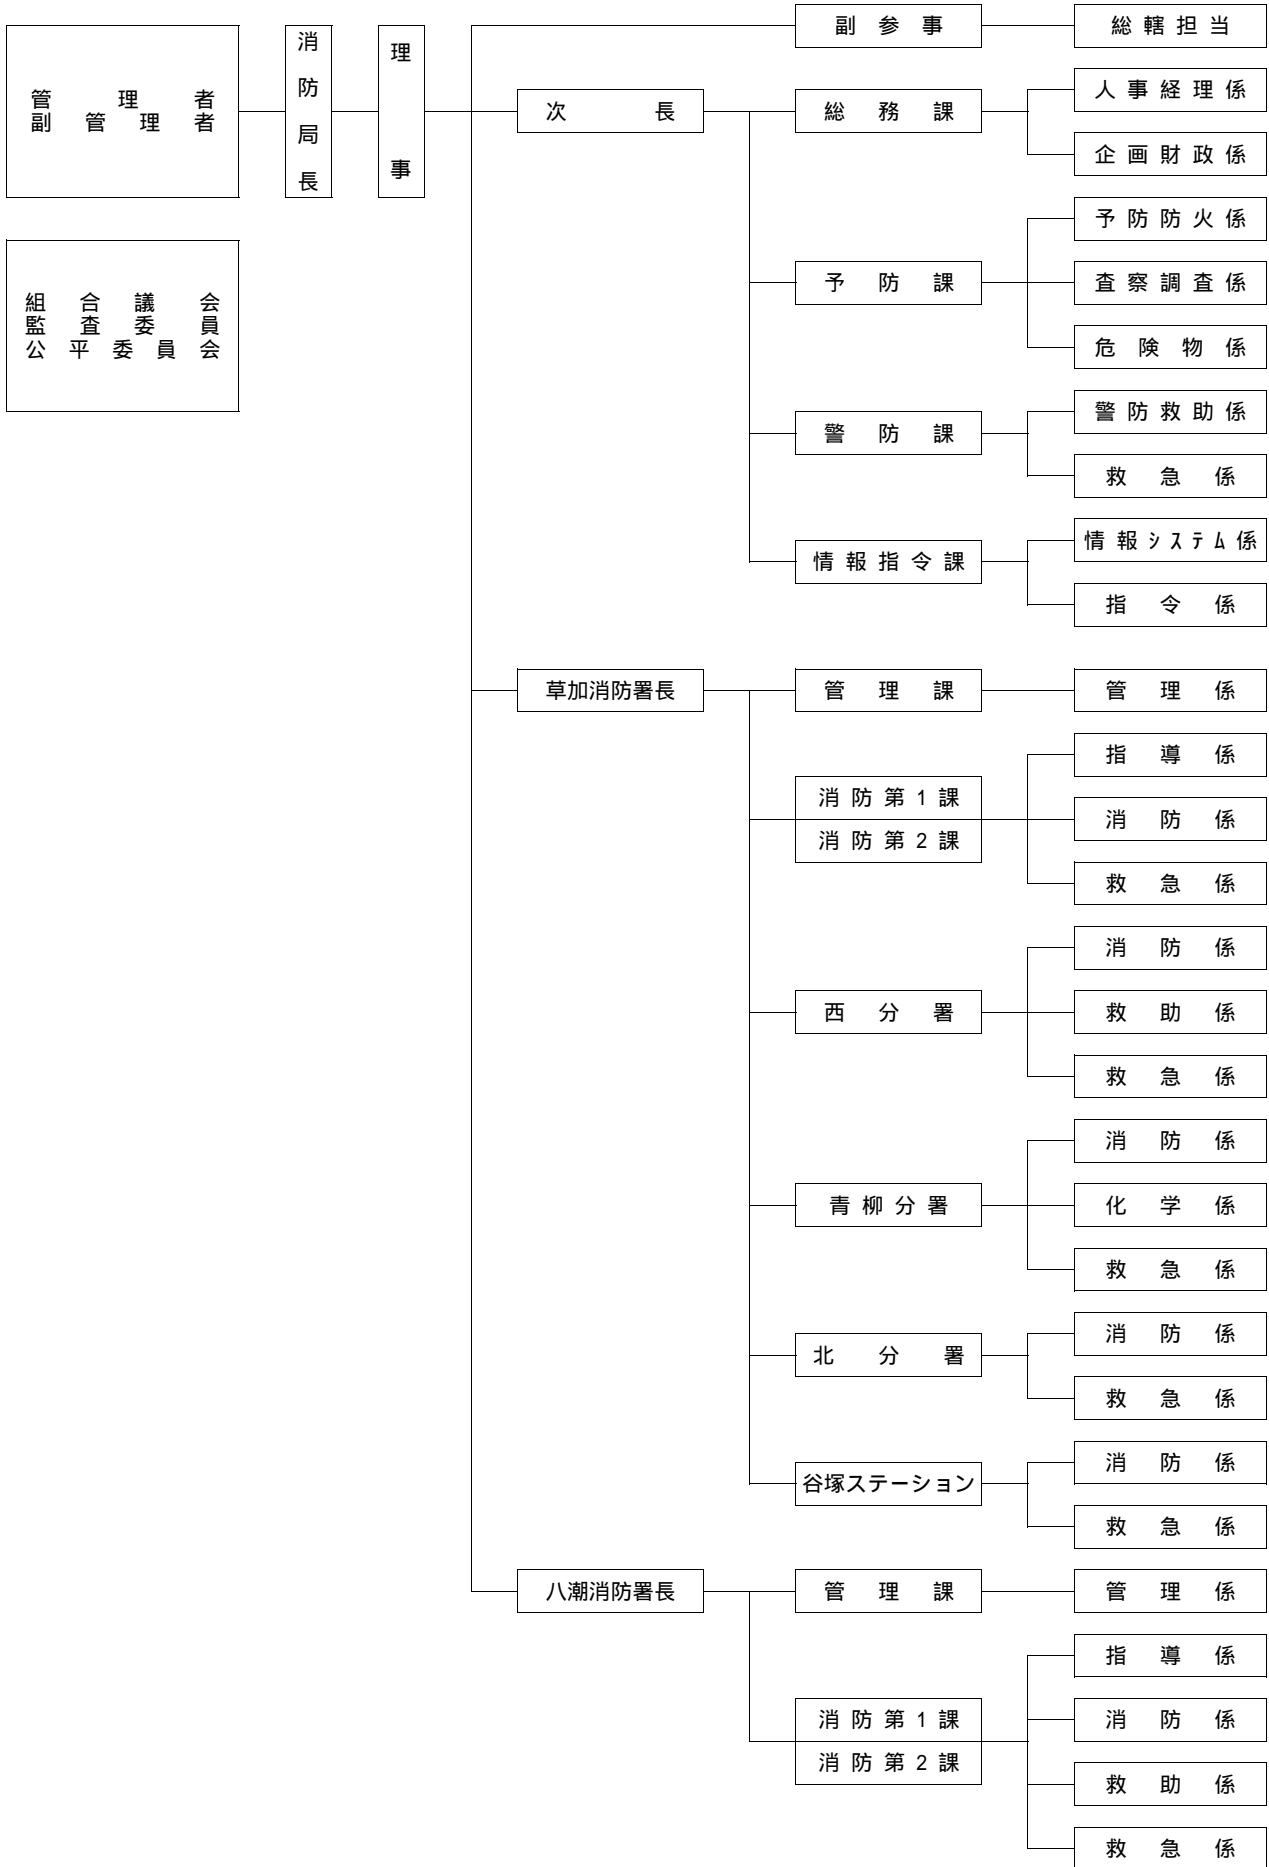 管理者
副管理者
消防局長
理事
組合議会
監査委員
公平委員会
副参事
総轄担当
次長
総務課
人事経理係
企画財政係
予防課
予防防火係
査察調査係
危険物係
警防課
警防救助係
救急係
情報指令課
情報システム係
指令係
草加消防署長
管理課
管理係
消防第1課
消防第2課
指導係
消防係
救急係
西分署
消防係
救助係
救急係
青柳分署
消防係
化学係
救急係
北分署
消防係
救急係
谷塚ステーション
消防係
救急係
八潮消防署長
管理課
管理係
消防第1課
消防第2課
指導係
消防係
救助係
救急係